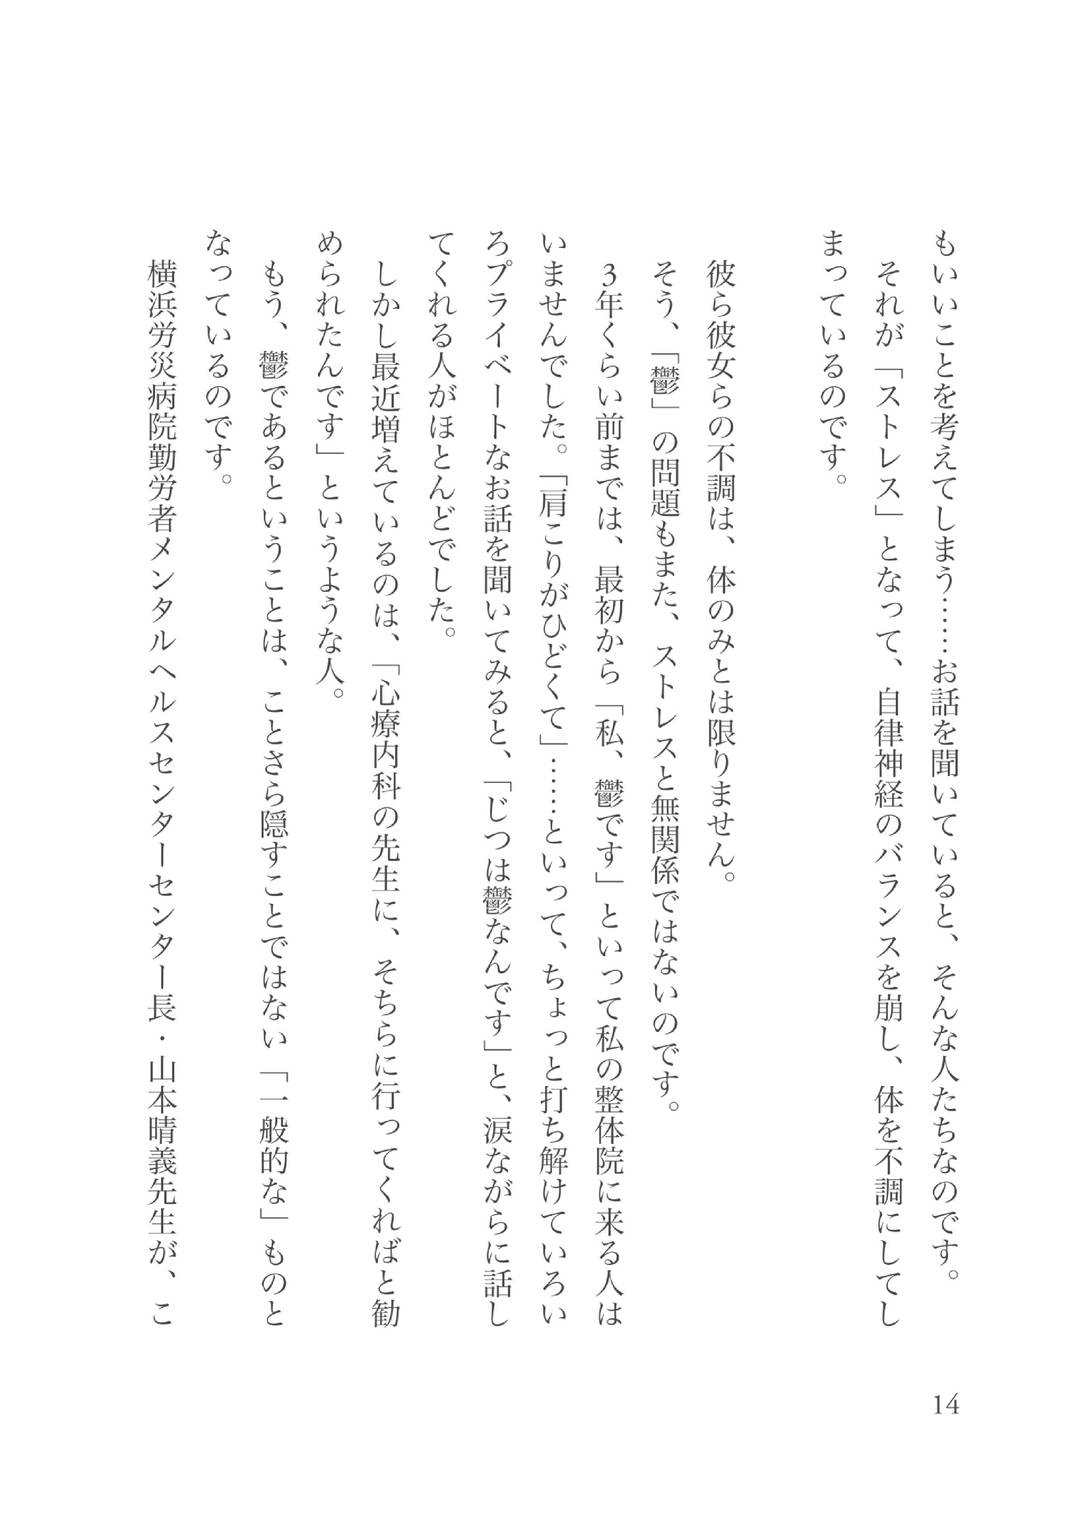 もいいことを考えてしまう……お話を聞いていると、そんな人たちなのです。
それが「ストレス」となって、自律神経のバランスを崩し、体を不調にしてし
まっているのです。
彼ら彼女らの不調は、体のみとは限りません。
そう、「鬱」の問題もまた、ストレスと無関係ではないのです。
3年くらい前までは、最初から「私、鬱です」といって私の整体院に来る人は
いませんでした。「肩こりがひどくて」……といって、ちょっと打ち解けていろい
ろプライベートなお話を聞いてみると、「じつは鬱なんです」と、涙ながらに話し
てくれる人がほとんどでした。
しかし最近増えているのは、「心療内科の先生に、そちらに行ってくればと勧
められたんです」というような人。
もう、鬱であるということは、ことさら隠すことではない「一般的な」ものと
なっているのです。
横浜労災病院勤労者メンタルヘルスセンターセンター長・山本晴義先生が、こ
14